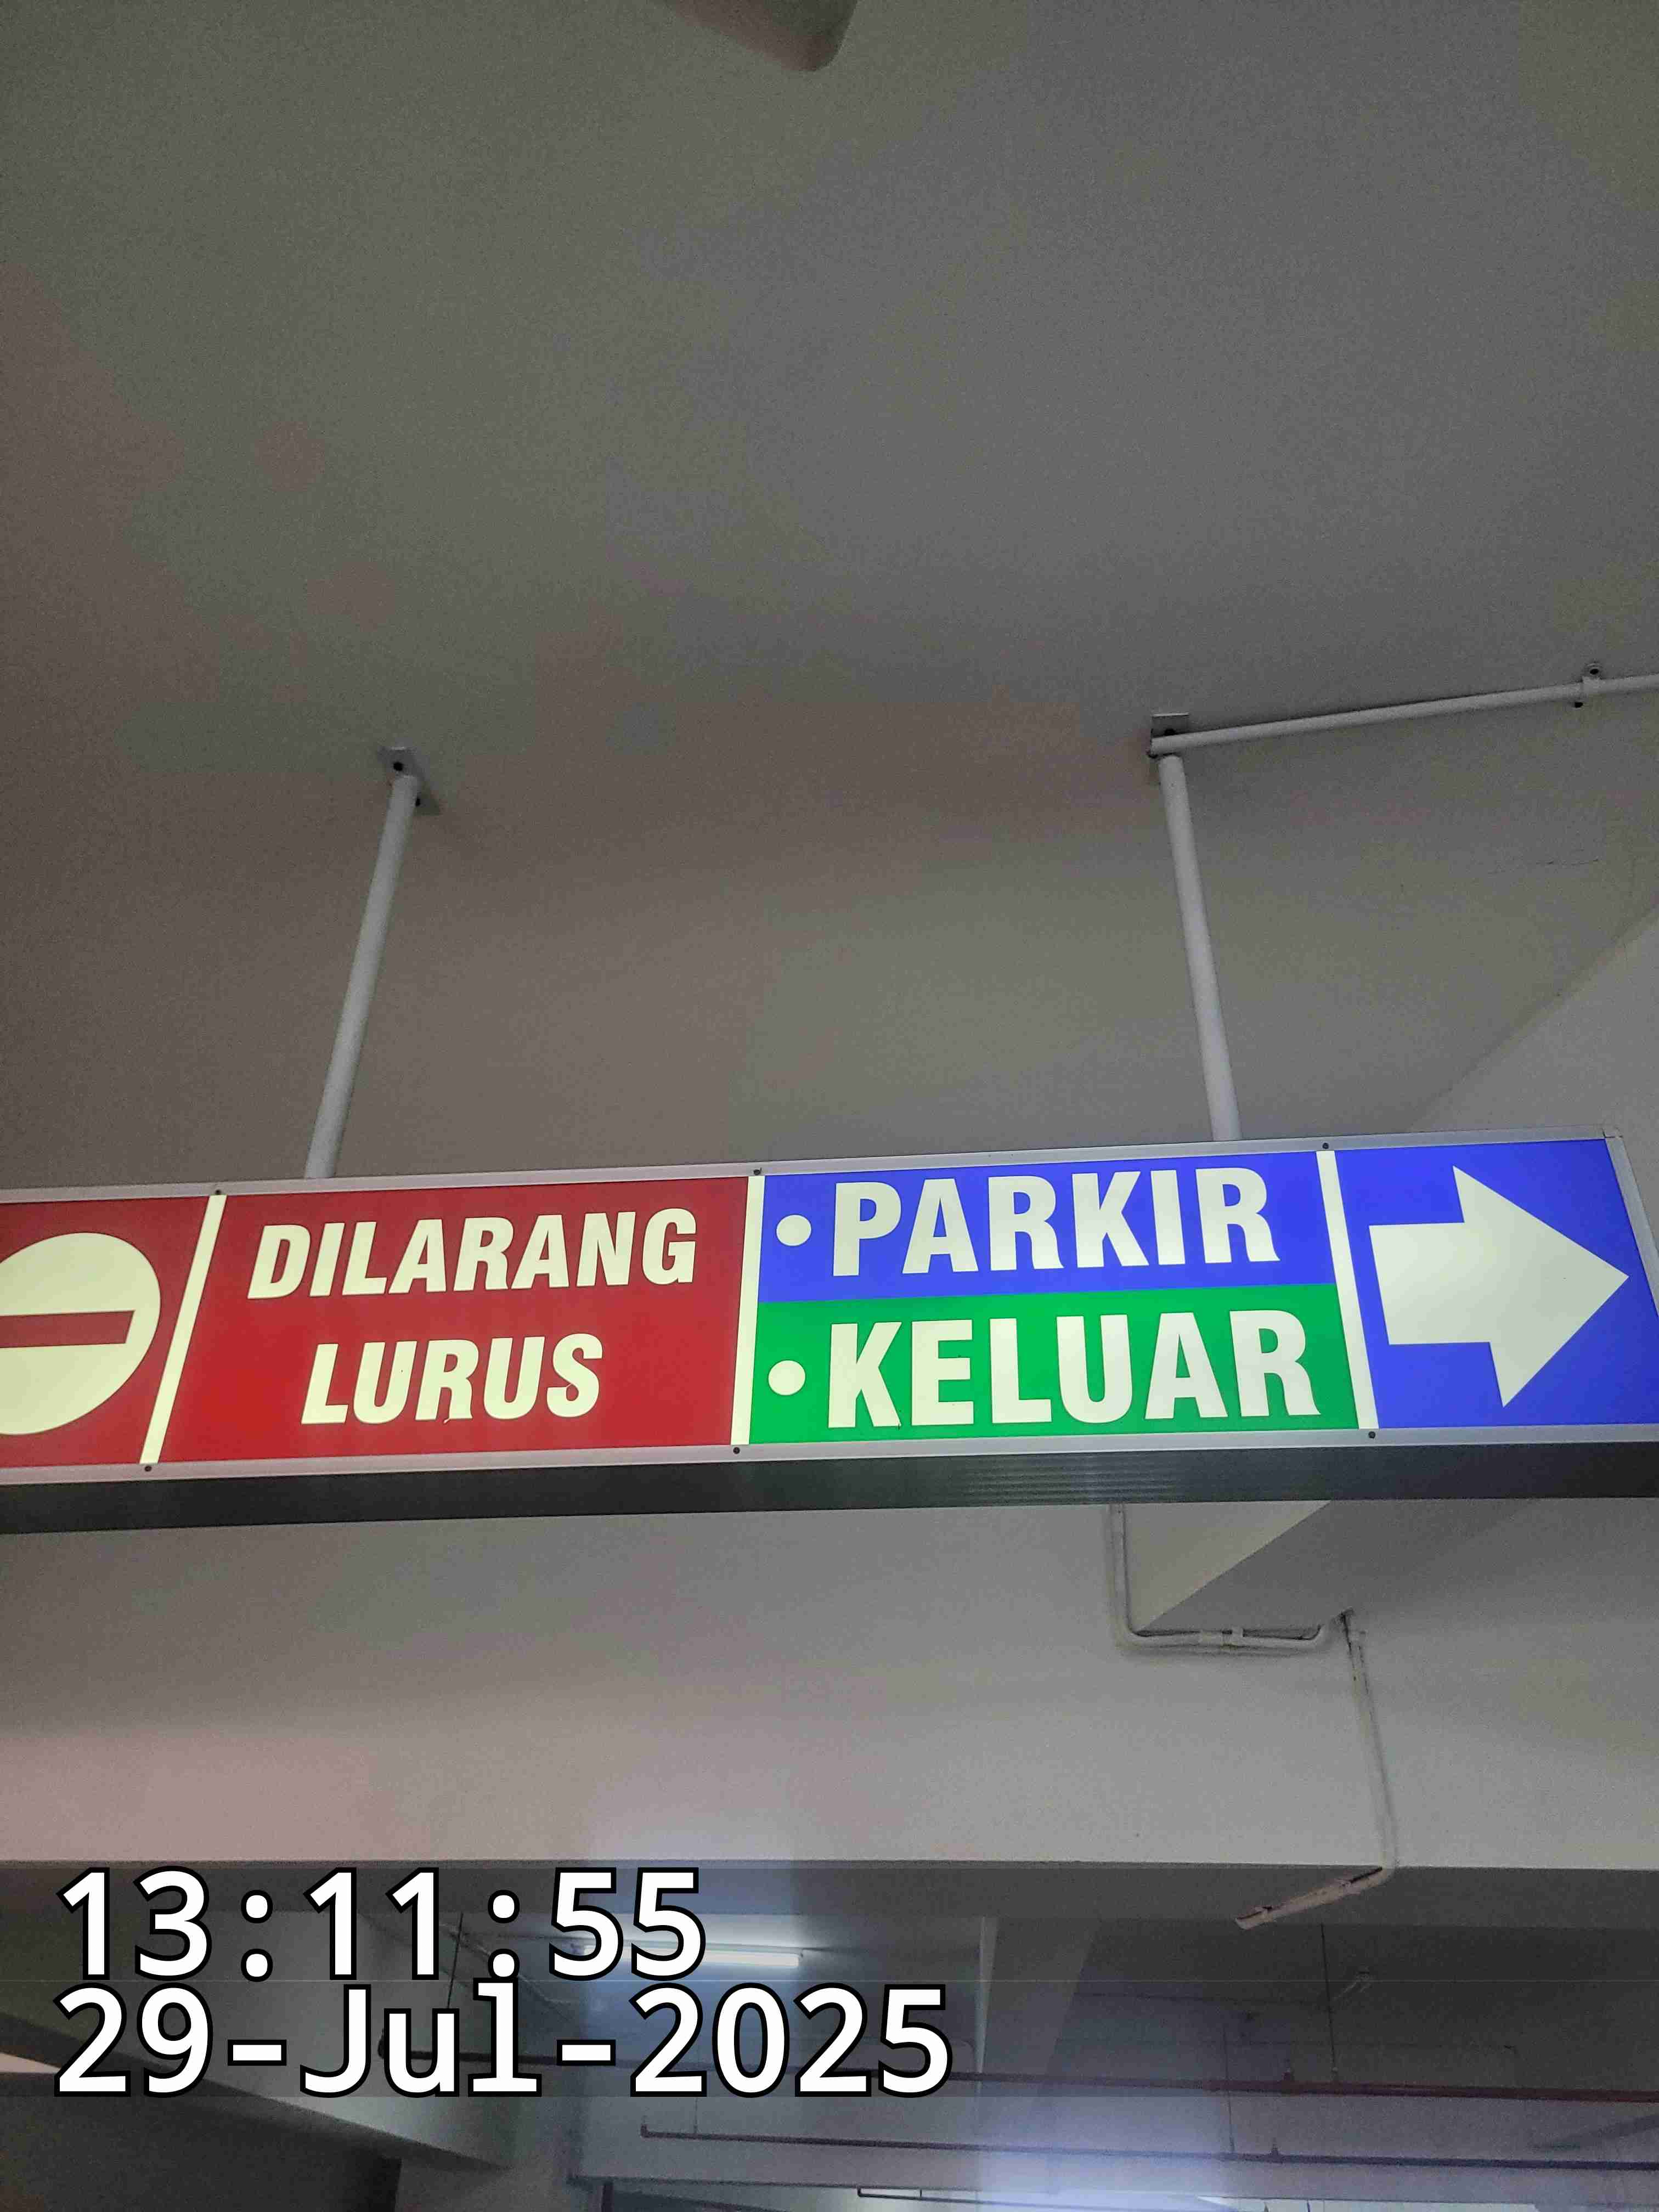 DILARANG
LURUS
• PARKIR
• KELUAR
13:11:55
29-Jul-2025